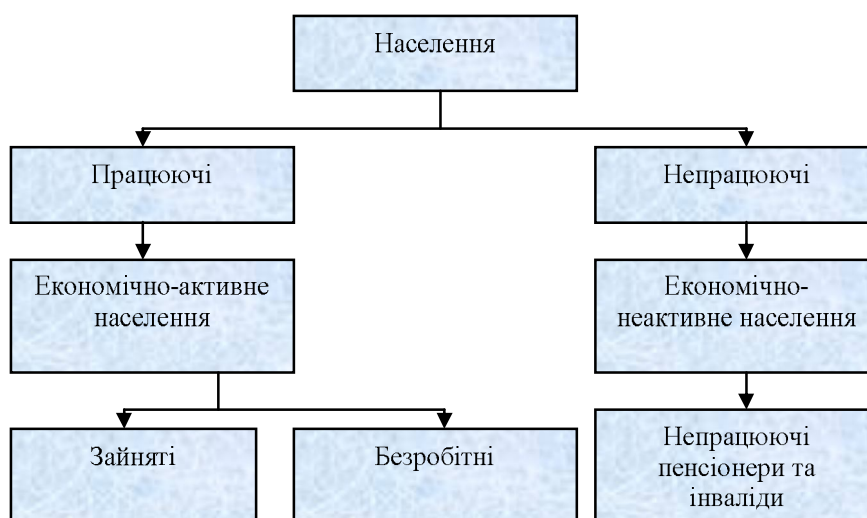 Населення
Працюючі
Непрацюючі
Економічно-активне
населення
Економічно-
неактивне населення
Зайняті
Безробітні
Непрацюючі
пенсіонери та
інваліди